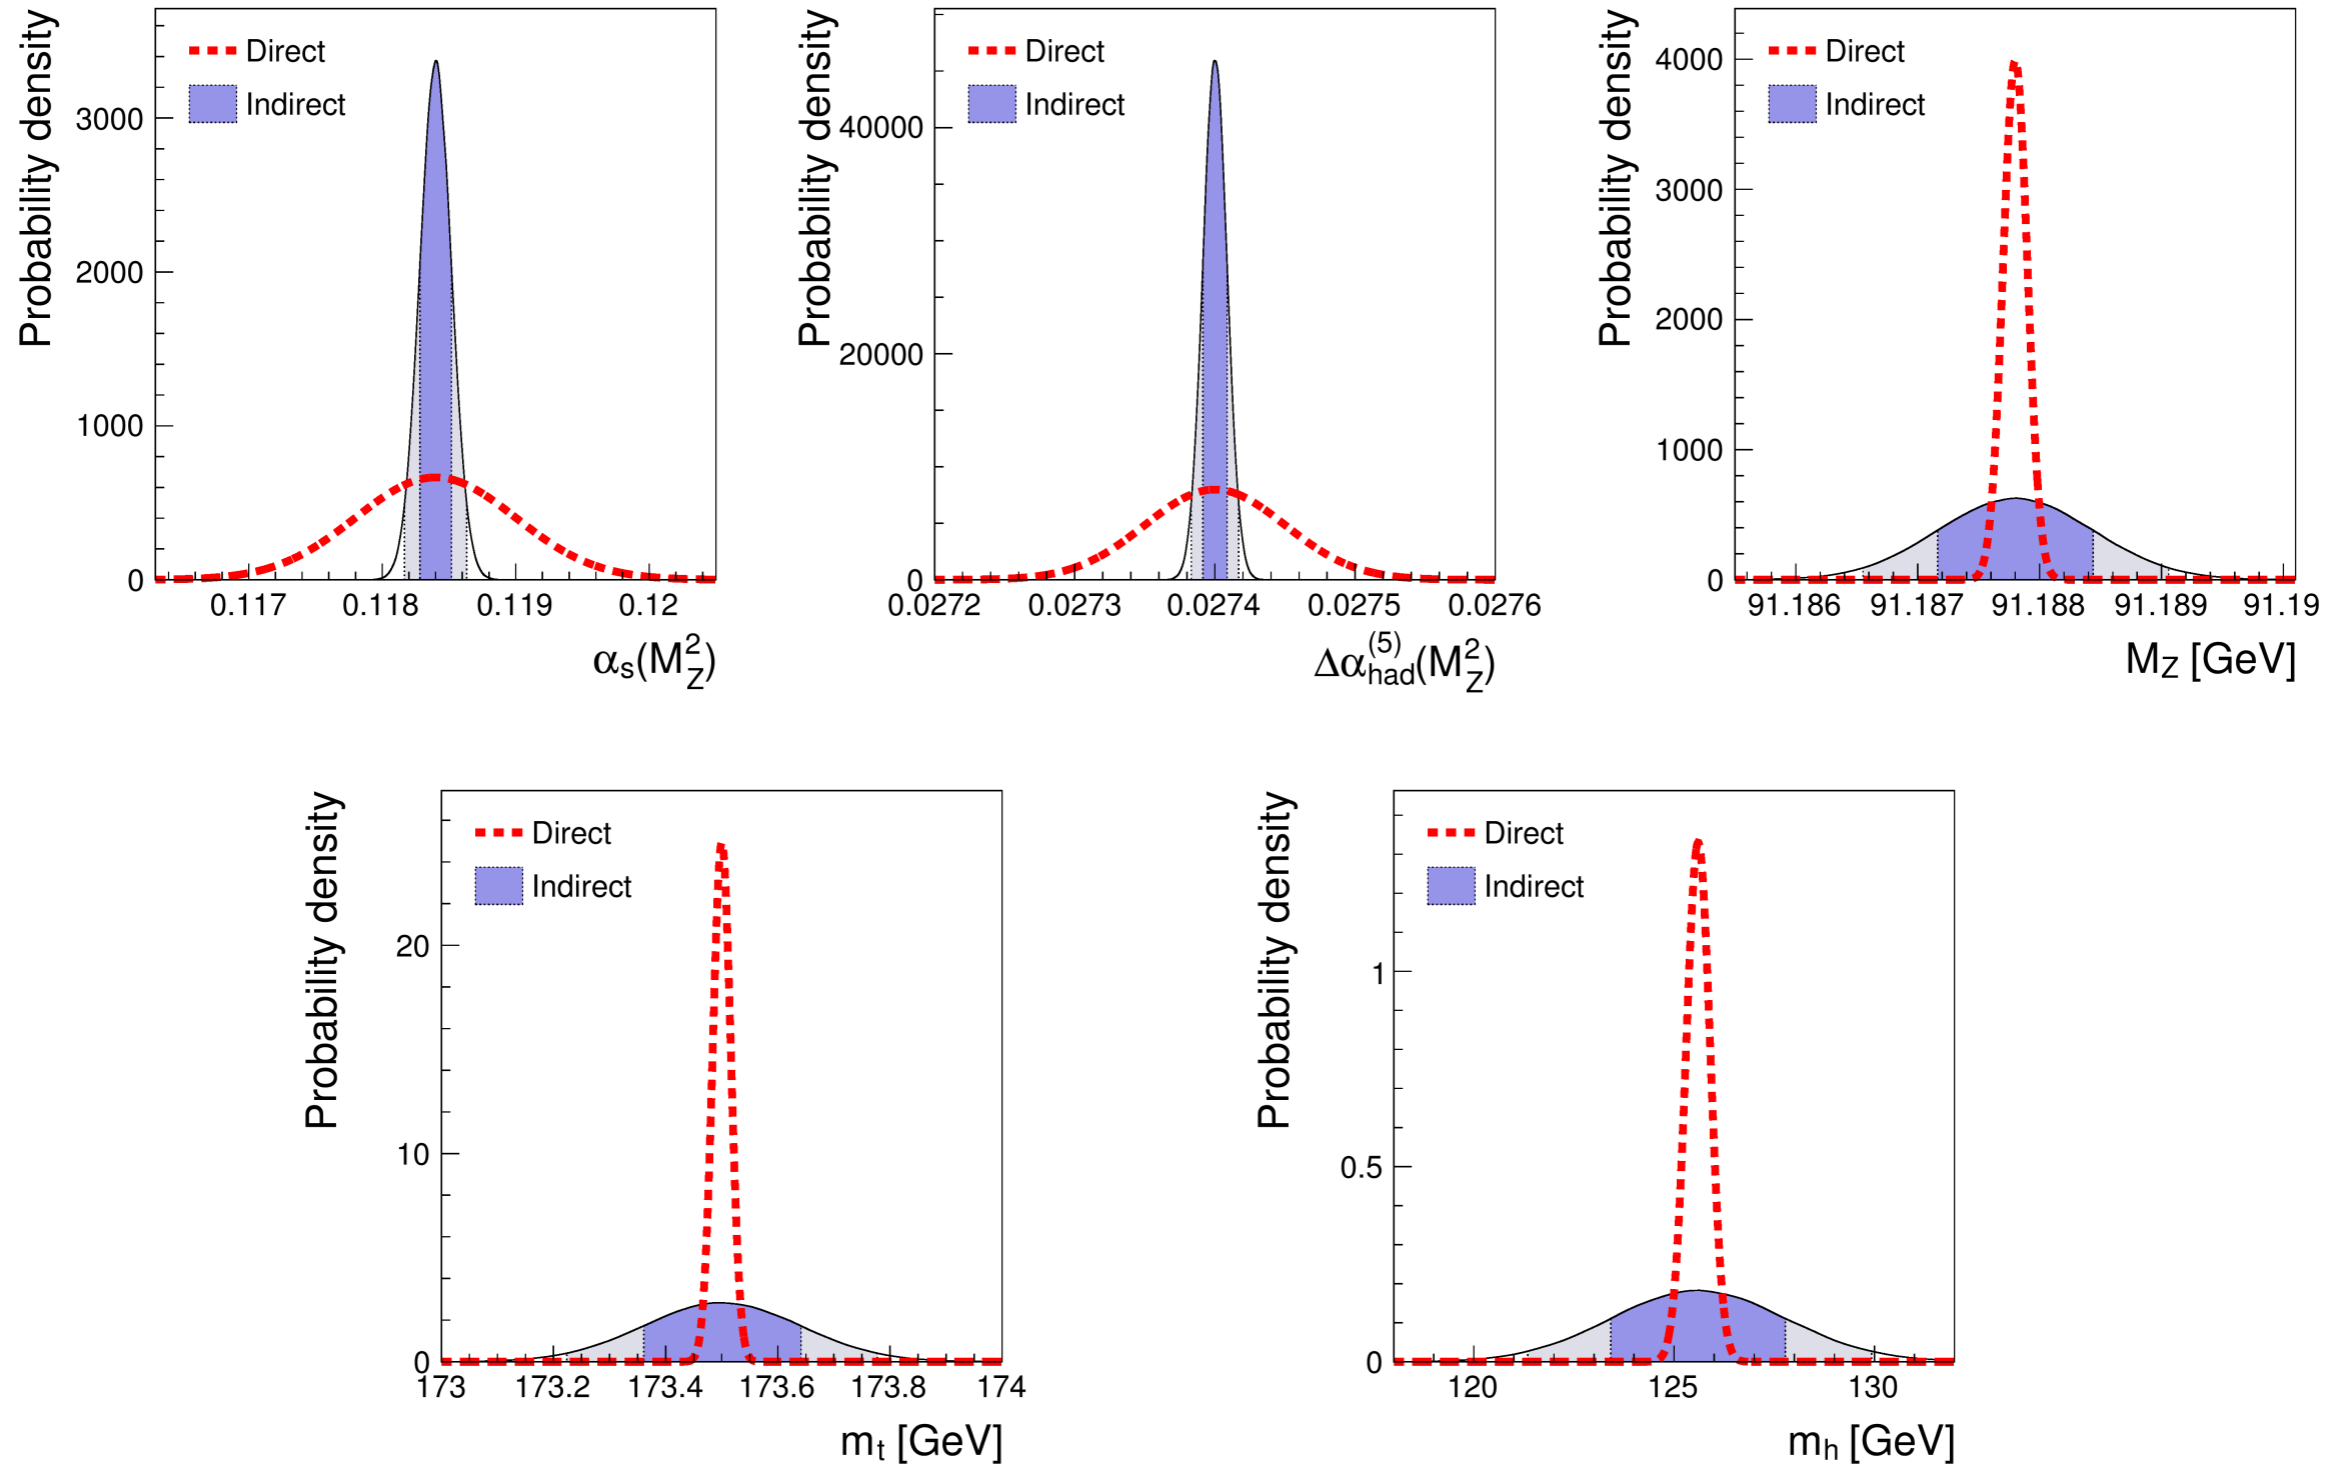 Probability density
Direct
Indirect
3000
2000
1000
0
0.117 0.118 0.119 0.12
αs(M²Z)
Probability density
Direct
Indirect
40000
20000
0
0.02722 0.0273 0.0274 0.0275 0.0276
Δα(5)had(M²Z)
Probability density
Direct
Indirect
4000
3000
2000
1000
0
91.186 91.187 91.188 91.189 91.19
MZ [GeV]
Probability density
Direct
Indirect
20
10
0
173 173.2 173.4 173.6 173.8 174
mt [GeV]
Probability density
Direct
Indirect
1
0.5
0
120 125 130
mh [GeV]